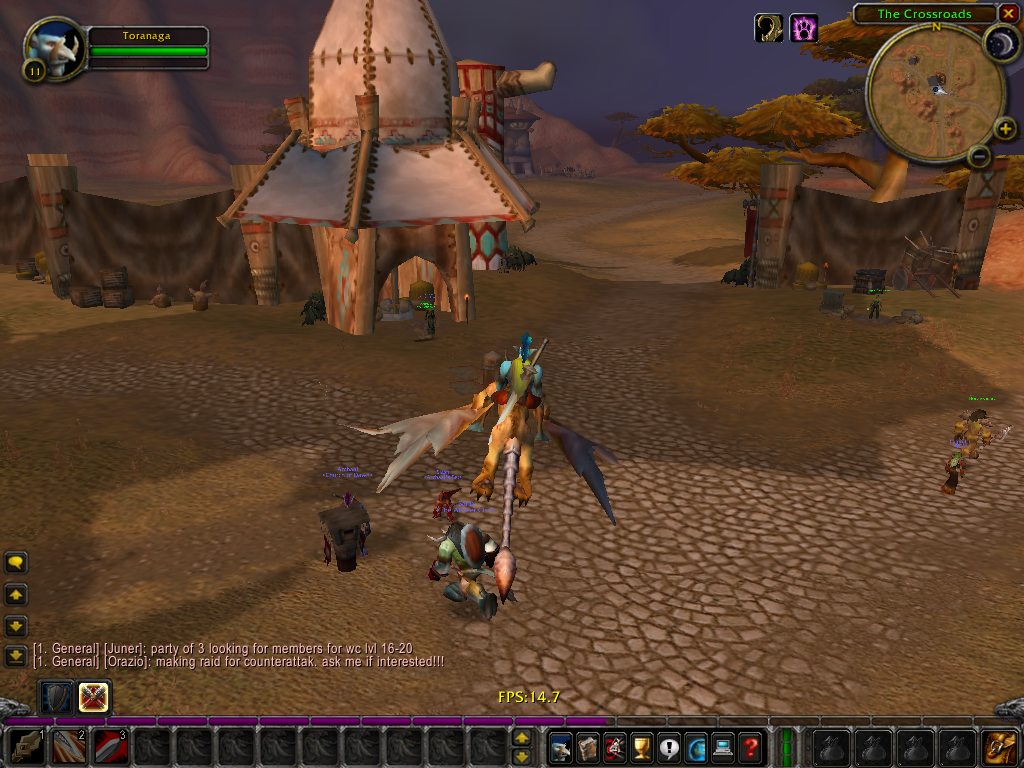 Toranaga
11
The Crossroads
N
[1. General] [Juner]: party of 3 looking for members for wc lvl 16-20
[1. General] [Orazio]: making raid for counterattak. ask me if interested!!!
FPS:14.7
1 2 3